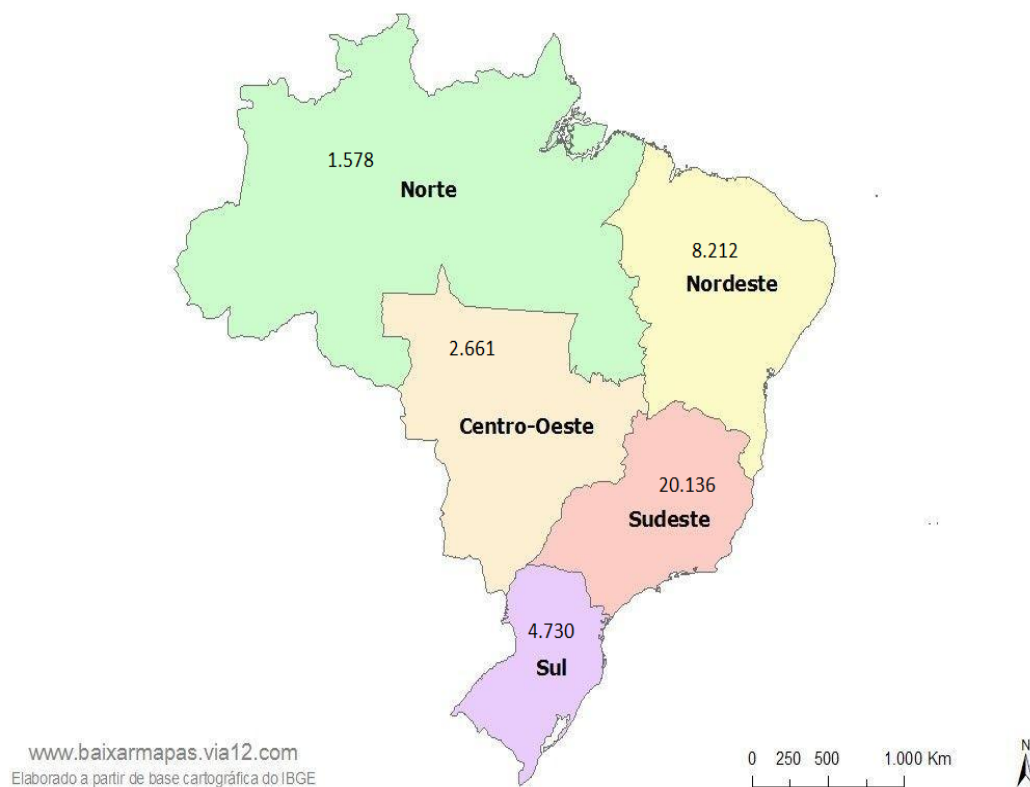 1.578
Norte
8.212
Nordeste
2.661
Centro-Oeste
20.136
Sudeste
4.730
Sul
www.baixarmapas.via12.com
Elaborado a partir de base cartográfica do IBGE
0 250 500 1.000 Km
N